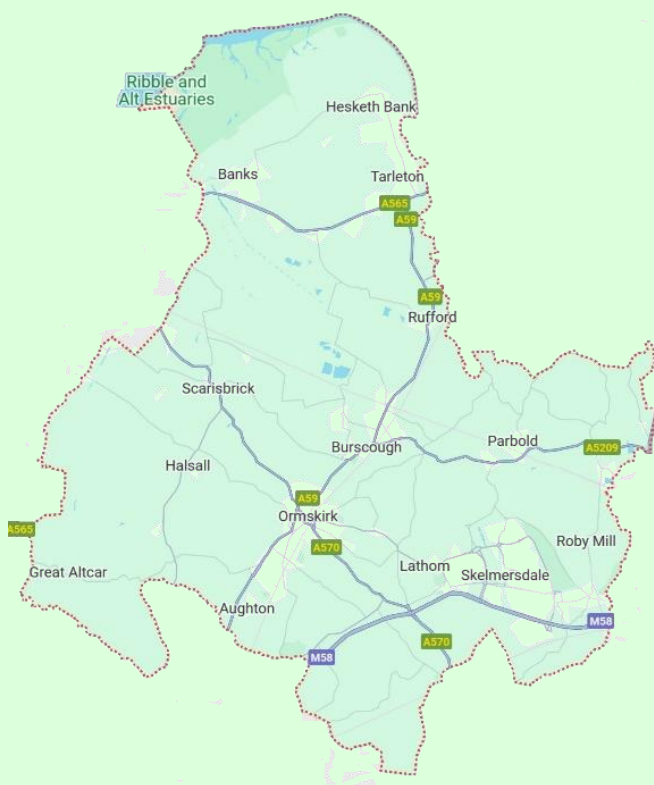 Ribble and
Alt Estuaries
Hesketh Bank
Banks
Tarleton
A565
A59
A59
Rufford
Scarisbrick
Burscough
Parbold
A5209
Halsall
A59
Ormskirk
A565
A570
Roby Mill
Great Altcar
Lathom
Skelmersdale
Aughton
M58
A570
M58